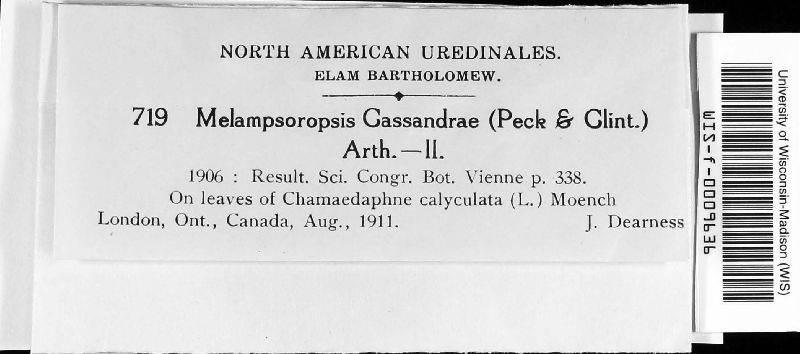 NORTH AMERICAN UREDINALES.
ELAM BARTHOLOMEW.
719 Melampsoropsis Cassandrae (Peck & Clint.)
Arth.—II.
1906 : Result. Sci. Congr. Bot. Vienne p. 338.
On leaves of Chamaedaphne calyculata (L.) Moench
London, Ont., Canada, Aug., 1911. J. Dearness
WIS-f-0009636
University of Wisconsin-Madison (WIS)